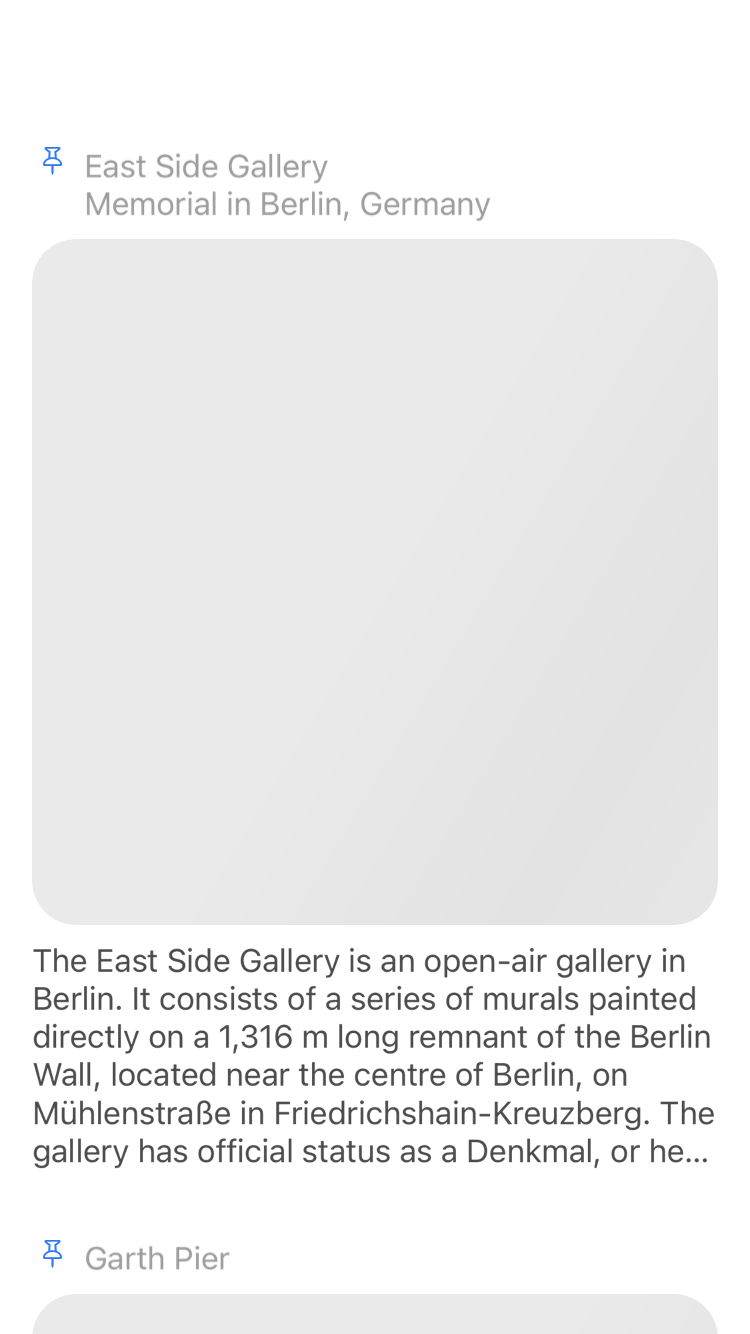 East Side Gallery
Memorial in Berlin, Germany
The East Side Gallery is an open-air gallery in
Berlin. It consists of a series of murals painted
directly on a 1,316 m long remnant of the Berlin
Wall, located near the centre of Berlin, on
Mühlenstraße in Friedrichshain-Kreuzberg. The
gallery has official status as a Denkmal, or he...
Garth Pier